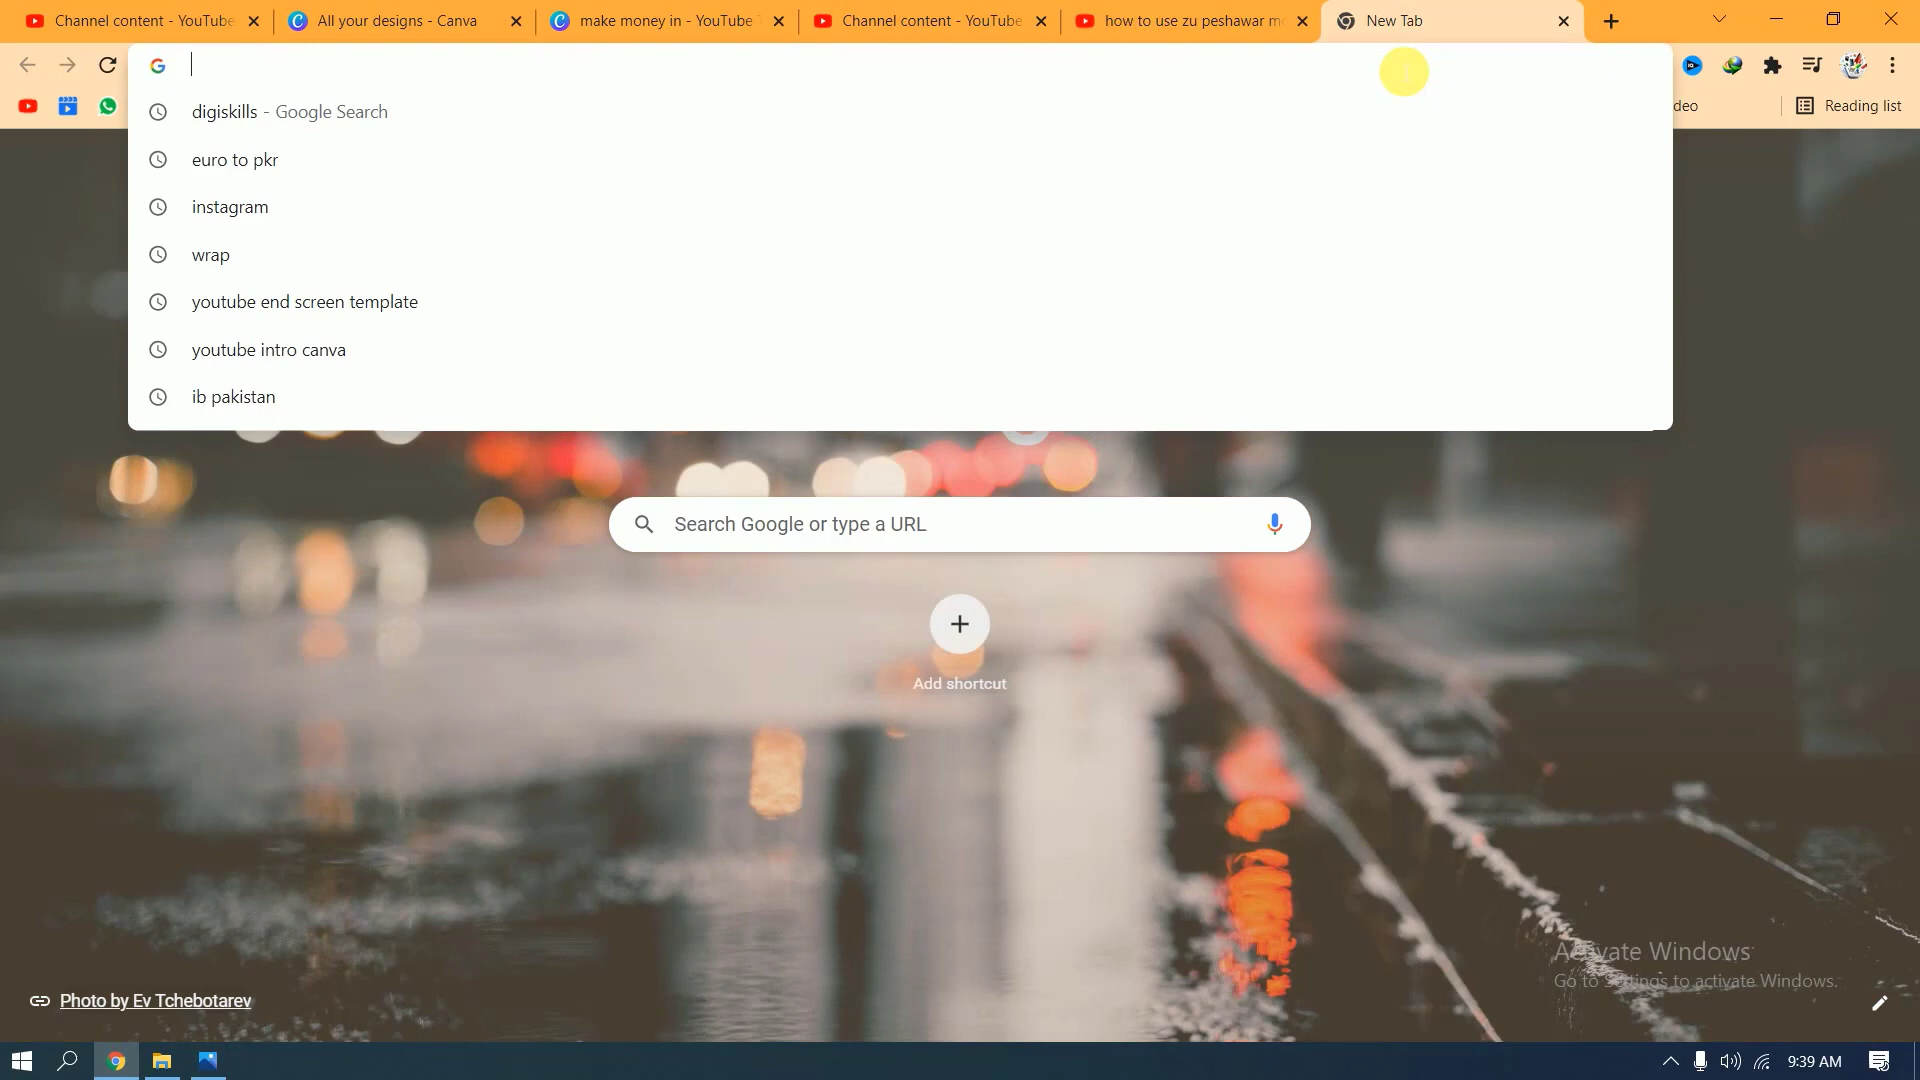 Channel content - YouTube
All your designs - Canva
make money in - YouTube T
Channel content - YouTube
how to use zu peshawar m
New Tab
digiskills - Google Search
deo
Reading list
euro to pkr
instagram
wrap
youtube end screen template
youtube intro canva
ib pakistan
Search Google or type a URL
Add shortcut
Activate Windows
Go to Settings to activate Windows.
Photo by Ev Tchebotarev
9:39 AM